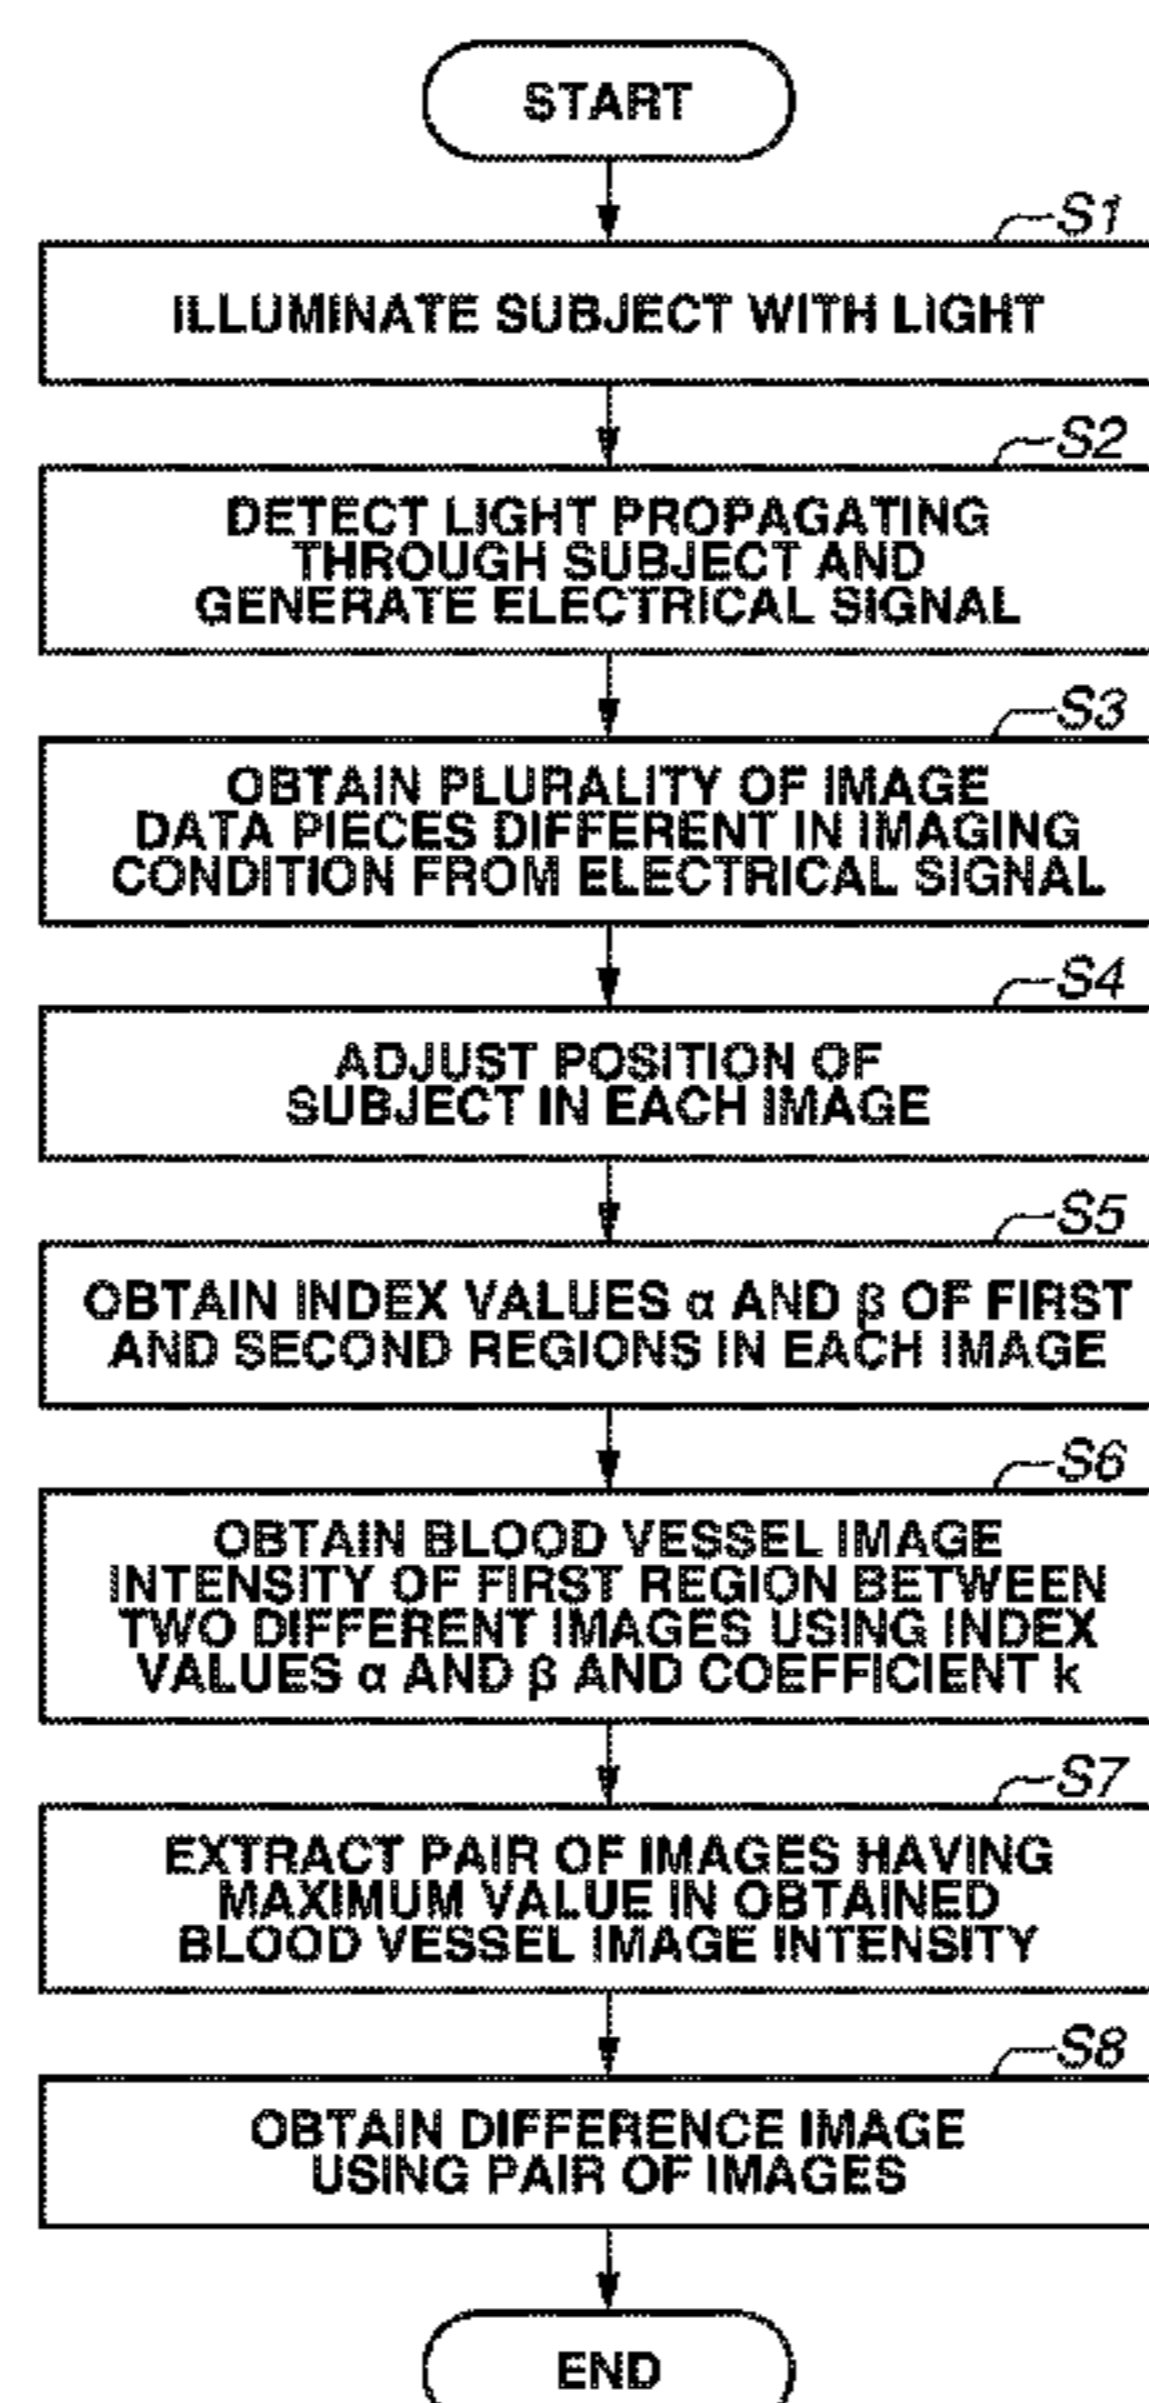 START
S1
ILLUMINATE SUBJECT WITH LIGHT
S2
DETECT LIGHT PROPAGATING
THROUGH SUBJECT AND
GENERATE ELECTRICAL SIGNAL
S3
OBTAIN PLURALITY OF IMAGE
DATA PIECES DIFFERENT IN IMAGING
CONDITION FROM ELECTRICAL SIGNAL
S4
ADJUST POSITION OF
SUBJECT IN EACH IMAGE
S5
OBTAIN INDEX VALUES α AND β OF FIRST
AND SECOND REGIONS IN EACH IMAGE
S6
OBTAIN BLOOD VESSEL IMAGE
INTENSITY OF FIRST REGION BETWEEN
TWO DIFFERENT IMAGES USING INDEX
VALUES α AND β AND COEFFICIENT k
S7
EXTRACT PAIR OF IMAGES HAVING
MAXIMUM VALUE IN OBTAINED
BLOOD VESSEL IMAGE INTENSITY
S8
OBTAIN DIFFERENCE IMAGE
USING PAIR OF IMAGES
END